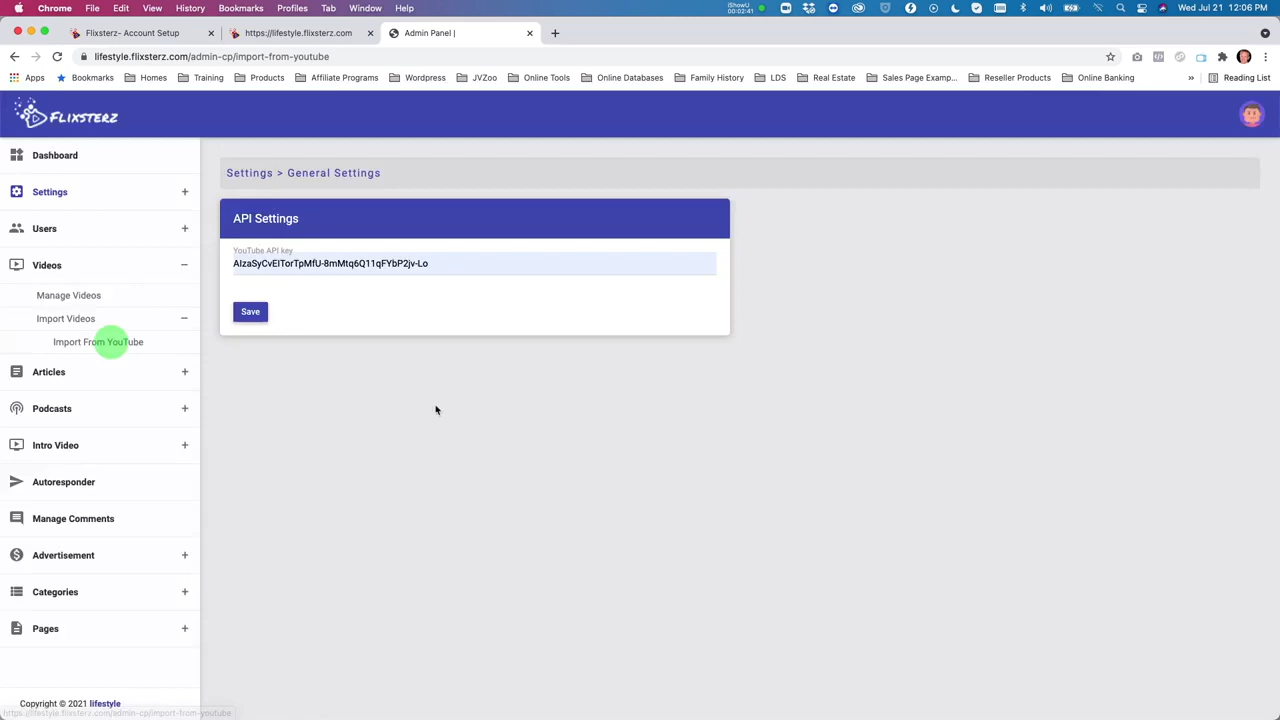 Chrome File Edit View History Bookmarks Profiles Tab Window Help
ShowU 00:02:41
Wed Jul 21 12:06 PM
Flixsterz- Account Setup
https://lifestyle.flixsterz.com/
Admin Panel |
lifestyle.flixsterz.com/admin-cp/import-from-youtube
Apps Bookmarks Homes Training Products Affiliate Programs Wordpress JVZoo Online Tools Online Databases Family History LDS Real Estate Sales Page Examp... Reseller Products Online Banking » Reading List
FLIXSTERZ
Dashboard
Settings > General Settings
Settings +
API Settings
Users +
YouTube API key
AIzaSyCvEITorTpMfU-8mMtq6Q11qFYbP2jv-Lo
Videos −
Manage Videos
Save
Import Videos −
Import From YouTube
Articles +
Podcasts +
Intro Video +
Autoresponder
Manage Comments
Advertisement +
Categories +
Pages +
Copyright © 2021 lifestyle
https://lifestyle.flixsterz.com/admin-cp/import-from-youtube